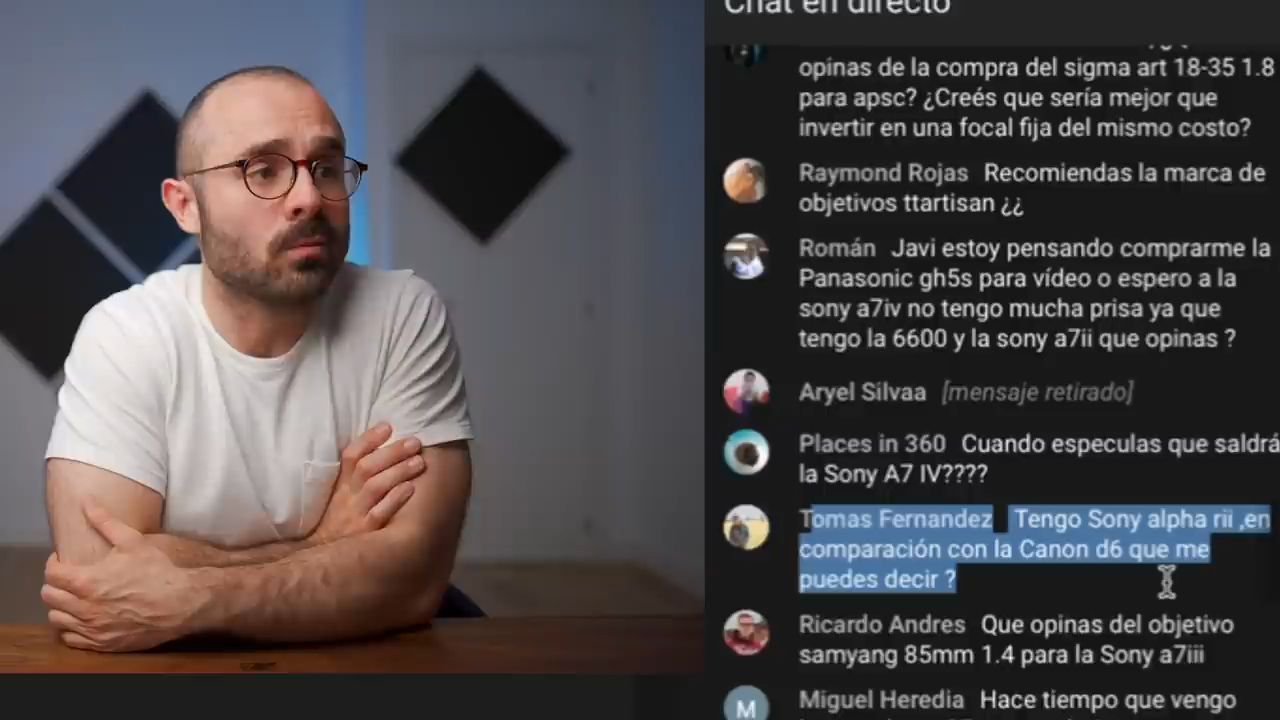 Chat en directo
opinas de la compra del sigma art 18-35 1.8
para apsc? ¿Creés que sería mejor que
invertir en una focal fija del mismo costo?
Raymond Rojas Recomiendas la marca de
objetivos ttartisan ¿¿
Román Javi estoy pensando comprarme la
Panasonic gh5s para vídeo o espero a la
sony a7iv no tengo mucha prisa ya que
tengo la 6600 y la sony a7ii que opinas ?
Aryel Silvaa [mensaje retirado]
Places in 360 Cuando especulas que saldrá
la Sony A7 IV????
Tomas Fernandez Tengo Sony alpha rii ,en
comparación con la Canon d6 que me
puedes decir ?
Ricardo Andres Que opinas del objetivo
samyang 85mm 1.4 para la Sony a7iii
M Miguel Heredia Hace tiempo que vengo